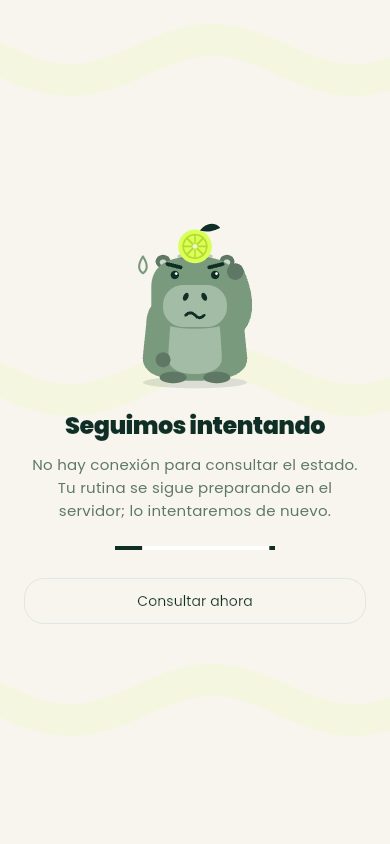 Seguimos intentando
No hay conexión para consultar el estado.
Tu rutina se sigue preparando en el
servidor; lo intentaremos de nuevo.
Consultar ahora